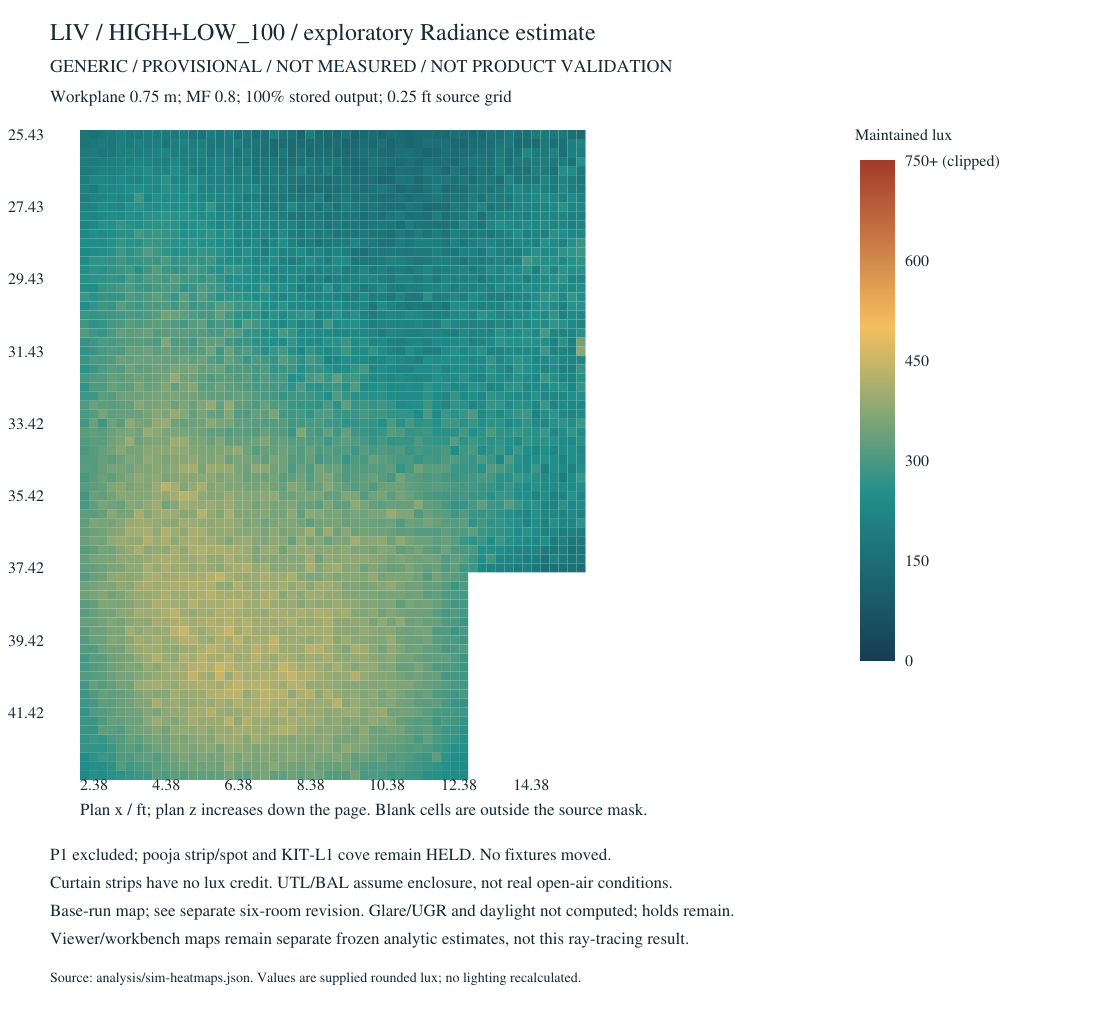 LIV / HIGH+LOW_100 / exploratory Radiance estimate
GENERIC / PROVISIONAL / NOT MEASURED / NOT PRODUCT VALIDATION
Workplane 0.75 m; MF 0.8; 100% stored output; 0.25 ft source grid
25.43
27.43
29.43
31.43
33.42
35.42
37.42
39.42
41.42
2.38 4.38 6.38 8.38 10.38 12.38 14.38
Maintained lux
750+ (clipped)
600
450
300
150
0
Plan x / ft; plan z increases down the page. Blank cells are outside the source mask.
P1 excluded; pooja strip/spot and KIT-L1 cove remain HELD. No fixtures moved.
Curtain strips have no lux credit. UTL/BAL assume enclosure, not real open-air conditions.
Base-run map; see separate six-room revision. Glare/UGR and daylight not computed; holds remain.
Viewer/workbench maps remain separate frozen analytic estimates, not this ray-tracing result.
Source: analysis/sim-heatmaps.json. Values are supplied rounded lux; no lighting recalculated.